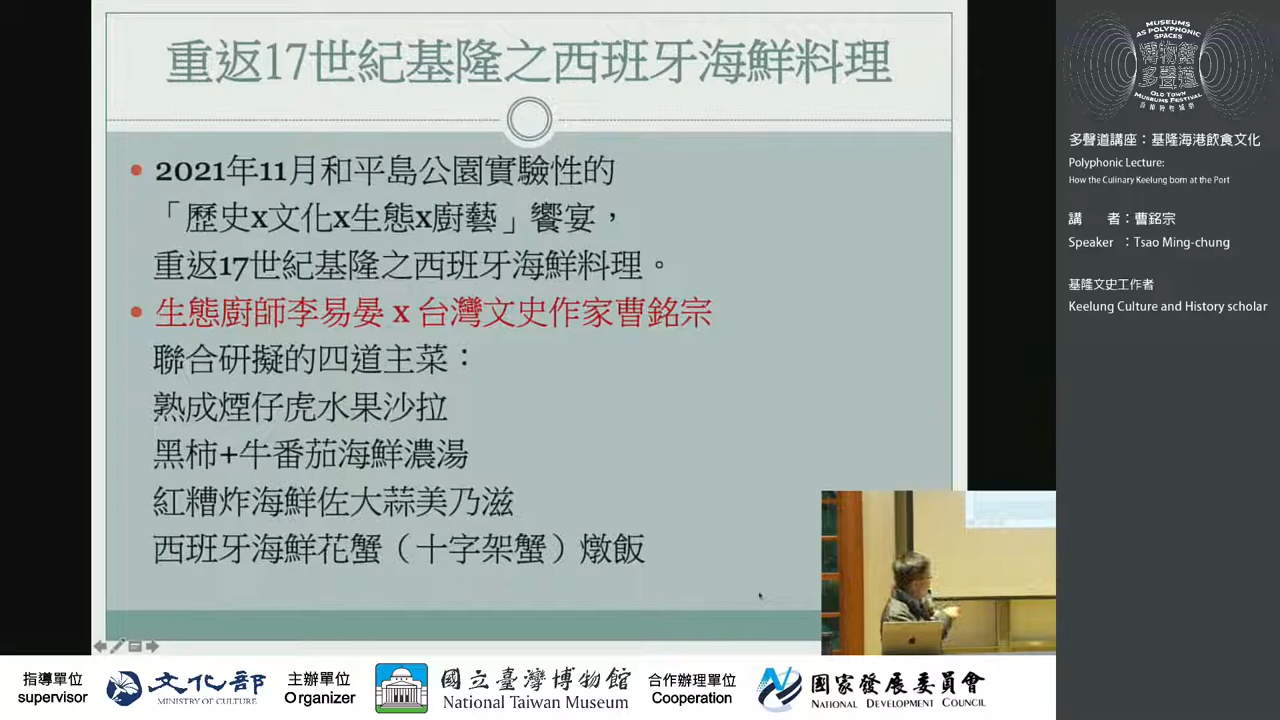 重返17世紀基隆之西班牙海鮮料理
2021年11月和平島公園實驗性的
「歷史x文化x生態x廚藝」饗宴，
重返17世紀基隆之西班牙海鮮料理。
生態廚師李易晏 x 台灣文史作家曹銘宗
聯合研擬的四道主菜：
熟成煙仔虎水果沙拉
黑柿+牛番茄海鮮濃湯
紅糟炸海鮮佐大蒜美乃滋
西班牙海鮮花蟹（十字架蟹）燉飯
MUSEUMS
AS POLYPHONIC
SPACES
博物館
多聲道
OLD TOWN
MUSEUMS FESTIVAL
多聲道講座：基隆海港飲食文化
Polyphonic Lecture:
How the Culinary Keelung born at the Port
講 者：曹銘宗
Speaker ：Tsao Ming-chung
基隆文史工作者
Keelung Culture and History scholar
指導單位
supervisor
文化部
MINISTRY OF CULTURE
主辦單位
Organizer
國立臺灣博物館
National Taiwan Museum
合作辦理單位
Cooperation
國家發展委員會
NATIONAL DEVELOPMENT COUNCIL